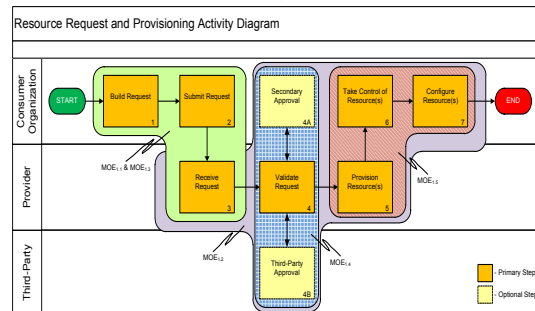 Resource Request and Provisioning Activity Diagram
Consumer
Organization
START
Build Request
1
Submit Request
2
Secondary
Approval
4A
Take Control of
Resource(s)
6
Configure
Resource(s)
7
END
MOE1.1 & MOE1.3
Provider
Receive
Request
3
Validate
Request
4
Provision
Resource(s)
5
MOE1.5
Third-Party
MOE1.2
Third-Party
Approval
4B
MOE1.4
- Primary Step
- Optional Step